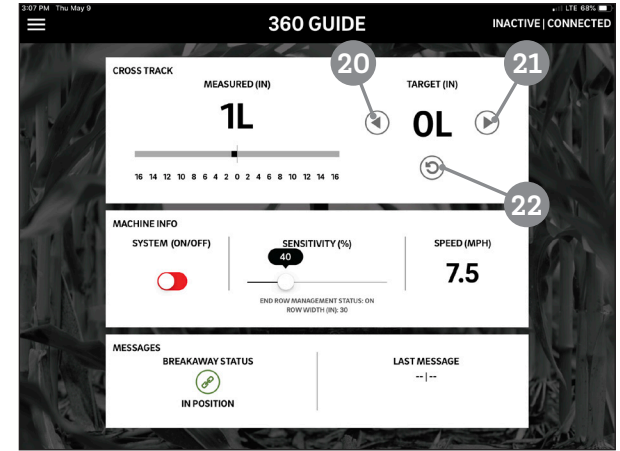 3:07 PM Thu May 9
LTE 68%
360 GUIDE
INACTIVE | CONNECTED
20
21
CROSS TRACK
MEASURED (IN)
TARGET (IN)
1L
0L
16 14 12 10 8 6 4 2 0 2 4 6 8 10 12 14 16
22
MACHINE INFO
SYSTEM (ON/OFF)
SENSITIVITY (%)
SPEED (MPH)
40
7.5
END ROW MANAGEMENT STATUS: ON
ROW WIDTH (IN): 30
MESSAGES
BREAKAWAY STATUS
LAST MESSAGE
--|--
IN POSITION